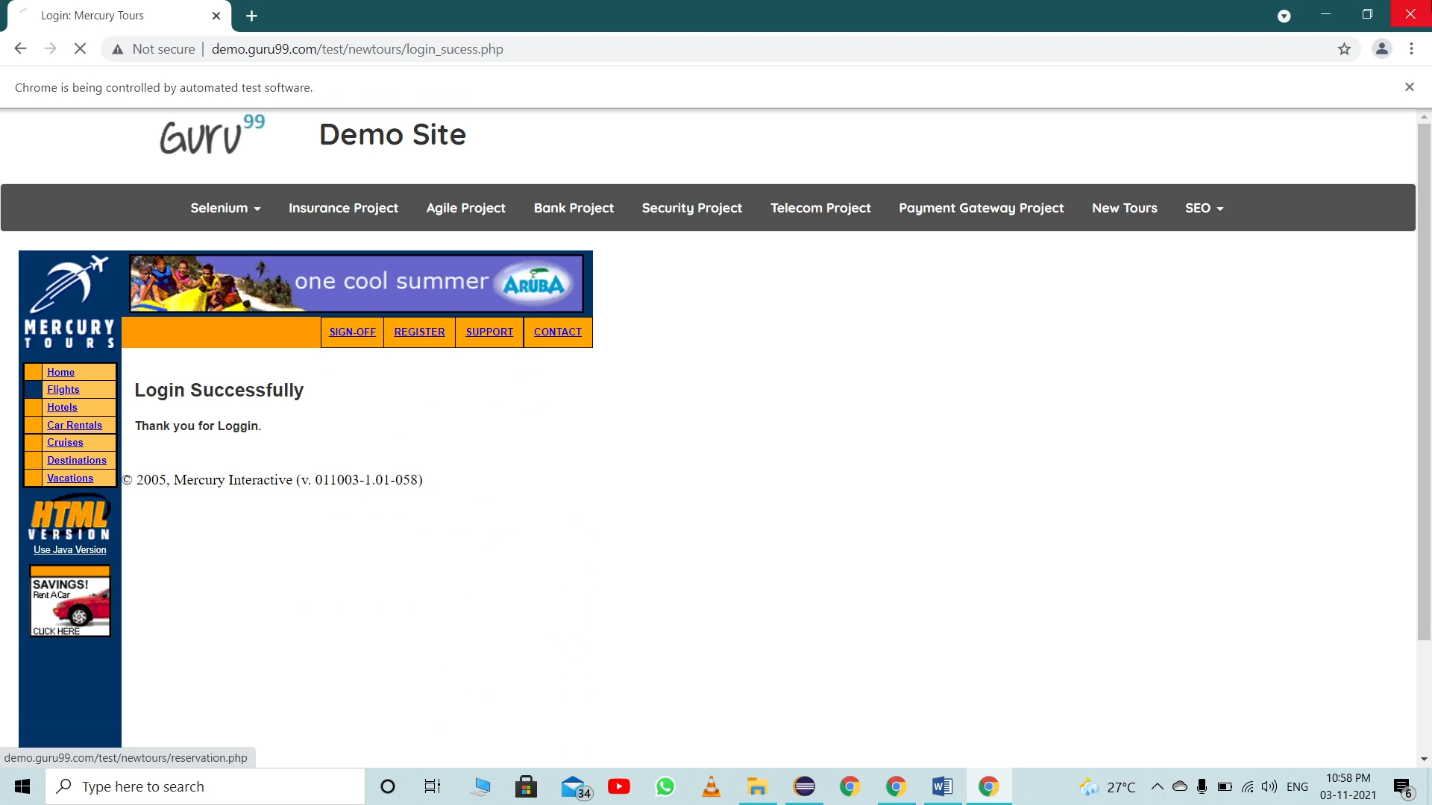 Login: Mercury Tours
Not secure | demo.guru99.com/test/newtours/login_sucess.php
Chrome is being controlled by automated test software.
Guru99 Demo Site
Selenium Insurance Project Agile Project Bank Project Security Project Telecom Project Payment Gateway Project New Tours SEO
one cool summer ARUBA
MERCURY
TOURS
SIGN-OFF REGISTER SUPPORT CONTACT
Home
Flights
Hotels
Car Rentals
Cruises
Destinations
Vacations
Login Successfully
Thank you for Loggin.
© 2005, Mercury Interactive (v. 011003-1.01-058)
HTML
VERSION
Use Java Version
SAVINGS!
Rent A Car
CLICK HERE
demo.guru99.com/test/newtours/reservation.php
Type here to search
34
27°C
ENG
10:58 PM
03-11-2021
6